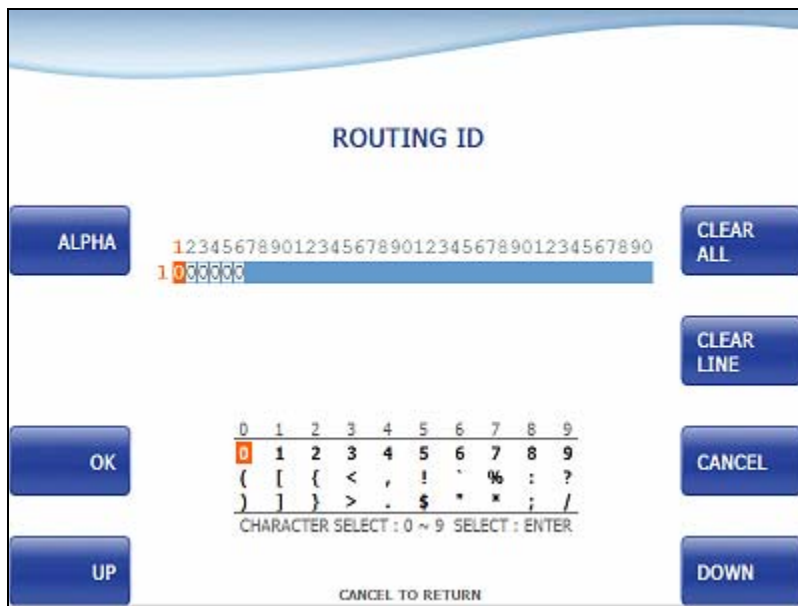 ROUTING ID
ALPHA
CLEAR
ALL
1234567890123456789012345678901234567890
1 000000
CLEAR
LINE
0 1 2 3 4 5 6 7 8 9
0 1 2 3 4 5 6 7 8 9
( [ { < , ! ` % : ?
) ] } > . $ " * ; /
CHARACTER SELECT : 0 ~ 9 SELECT : ENTER
OK
CANCEL
UP
DOWN
CANCEL TO RETURN